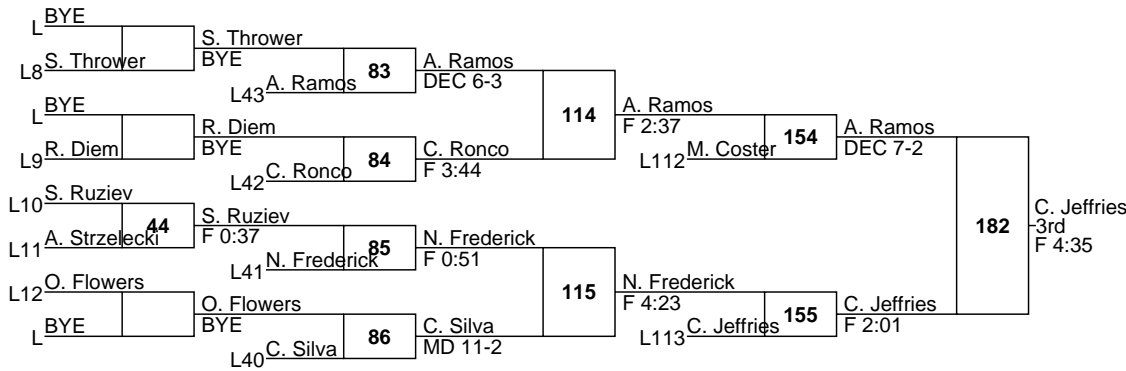 L BYE
L8 S. Thrower
S. Thrower
BYE
L43 A. Ramos
83
A. Ramos
DEC 6-3
L BYE
L9 R. Diem
R. Diem
BYE
L42 C. Ronco
84
C. Ronco
F 3:44
114
A. Ramos
F 2:37
L112 M. Coster
154
A. Ramos
DEC 7-2
L10 S. Ruziev
44
L11 A. Strzelecki
S. Ruziev
F 0:37
L41 N. Frederick
85
N. Frederick
F 0:51
L12 O. Flowers
L BYE
O. Flowers
BYE
L40 C. Silva
86
C. Silva
MD 11-2
115
N. Frederick
F 4:23
L113 C. Jeffries
155
C. Jeffries
F 2:01
182
C. Jeffries
3rd
F 4:35